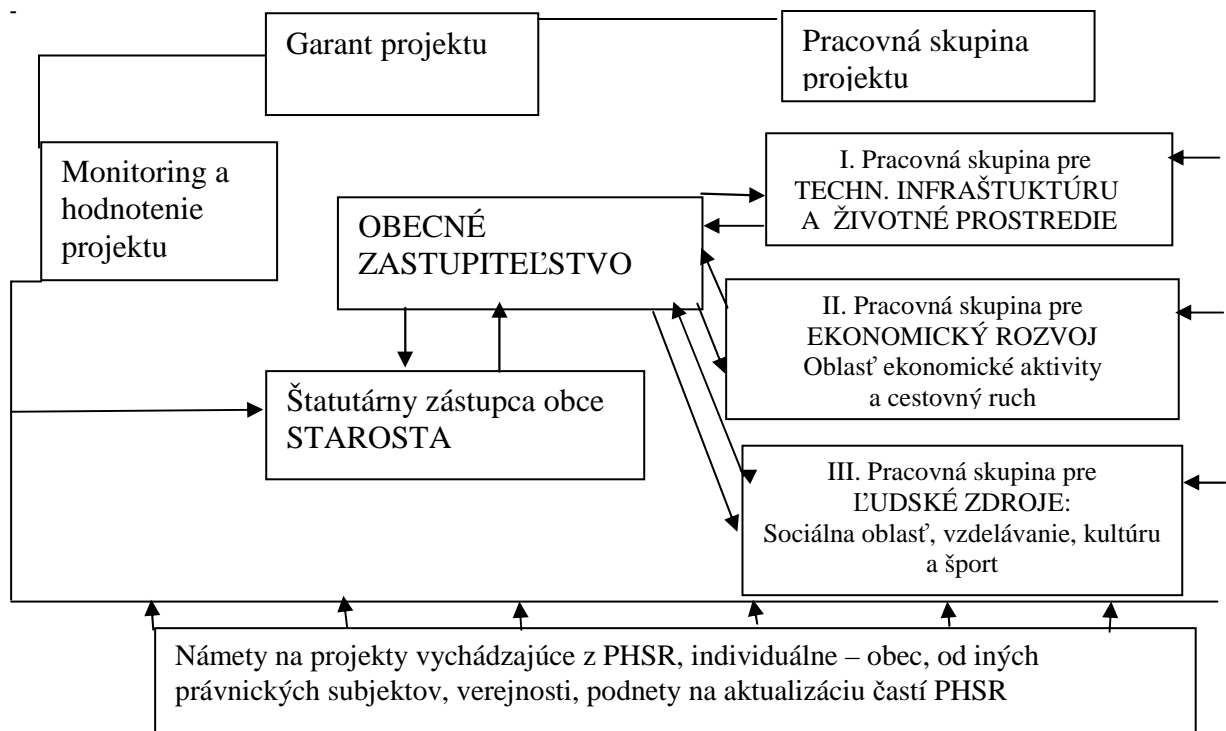 -
Garant projektu
Pracovná skupina
projektu
Monitoring a
hodnotenie
projektu
I. Pracovná skupina pre
TECHN. INFRAŠTUKTÚRU
A ŽIVOTNÉ PROSTREDIE
OBECNÉ
ZASTUPITEĽSTVO
II. Pracovná skupina pre
EKONOMICKÝ ROZVOJ
Oblasť ekonomické aktivity
a cestovný ruch
Štatutárny zástupca obce
STAROSTA
III. Pracovná skupina pre
ĽUDSKÉ ZDROJE:
Sociálna oblasť, vzdelávanie, kultúru
a šport
Námety na projekty vychádzajúce z PHSR, individuálne – obec, od iných
právnických subjektov, verejnosti, podnety na aktualizáciu častí PHSR